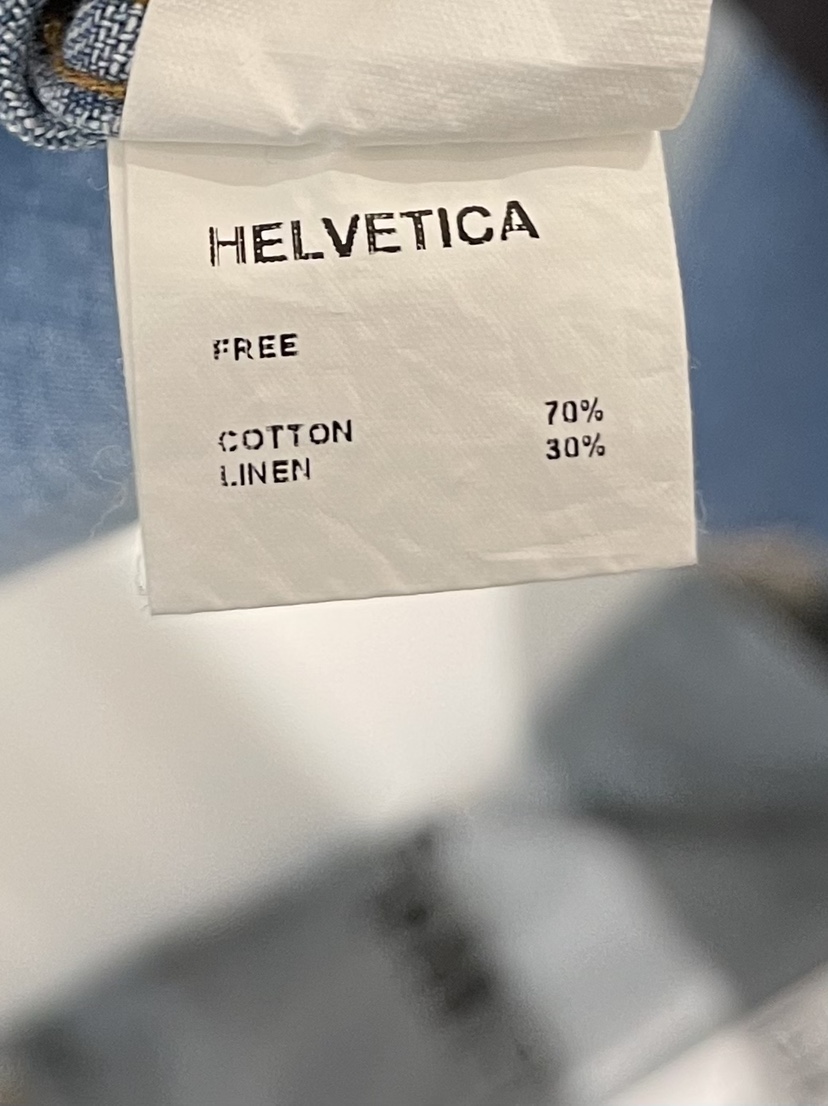 HELVETICA
FREE
COTTON 70%
LINEN 30%